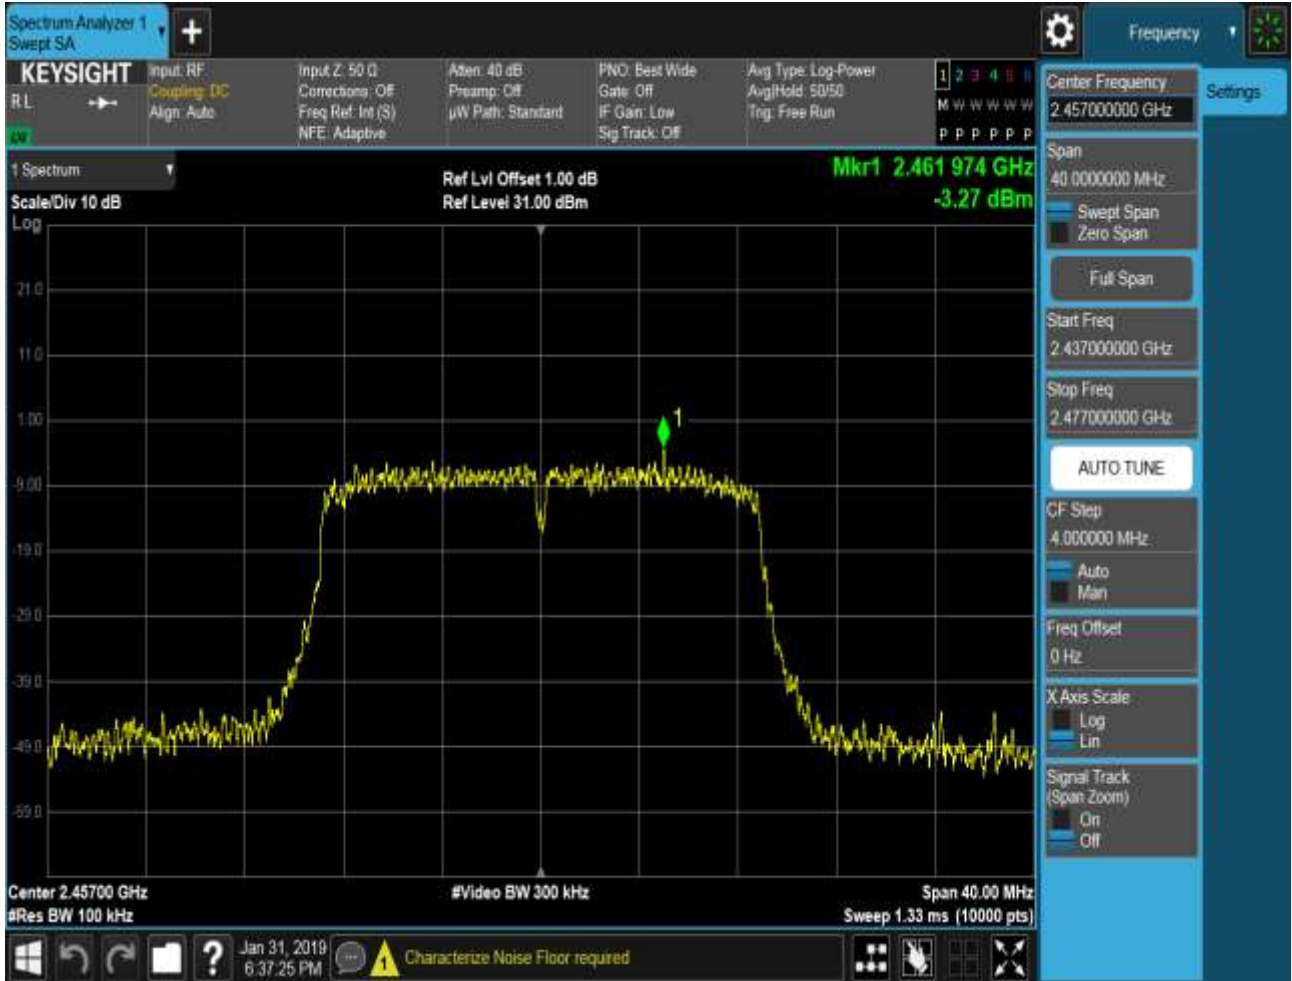 Spectrum Analyzer 1
Swept SA
Frequency
KEYSIGHT
RL
Input: RF
Coupling: DC
Align: Auto
Input Z: 50 Ω
Corrections: Off
Freq Ref: Int (S)
NFE: Adaptive
Atten: 40 dB
Preamp: Off
µW Path: Standard
PNO: Best Wide
Gate: Off
IF Gain: Low
Sig Track: Off
Avg Type: Log-Power
Avg|Hold: 50/50
Trig: Free Run
1 2 3 4 5 6
M W W W W W
P P P P P P
1 Spectrum
Scale/Div 10 dB
Log
Ref Lvl Offset 1.00 dB
Ref Level 31.00 dBm
Mkr1 2.461 974 GHz
-3.27 dBm
21.0
11.0
1.00
-9.00
-19.0
-29.0
-39.0
-49.0
-59.0
1
Center 2.45700 GHz
#Res BW 100 kHz
#Video BW 300 kHz
Span 40.00 MHz
Sweep 1.33 ms (10000 pts)
Center Frequency
2.457000000 GHz
Settings
Span
40.0000000 MHz
Swept Span
Zero Span
Full Span
Start Freq
2.437000000 GHz
Stop Freq
2.477000000 GHz
AUTO TUNE
CF Step
4.000000 MHz
Auto
Man
Freq Offset
0 Hz
X Axis Scale
Log
Lin
Signal Track
(Span Zoom)
On
Off
?
Jan 31, 2019
6:37:25 PM
1
Characterize Noise Floor required